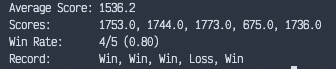 Average Score: 1536.2
Scores: 1753.0, 1744.0, 1773.0, 675.0, 1736.0
Win Rate: 4/5 (0.80)
Record: Win, Win, Win, Loss, Win